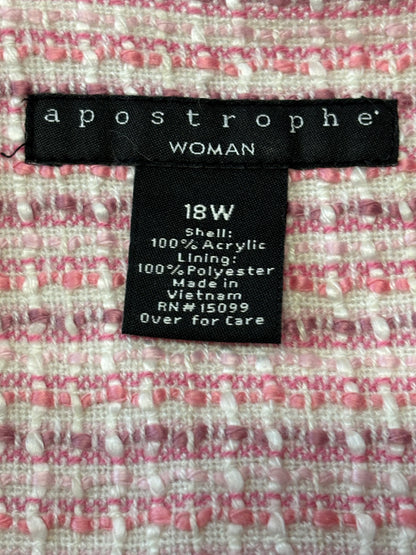 apostrophe
WOMAN
18W
Shell:
100% Acrylic
Lining:
100% Polyester
Made in
Vietnam
RN# 15099
Over for Care